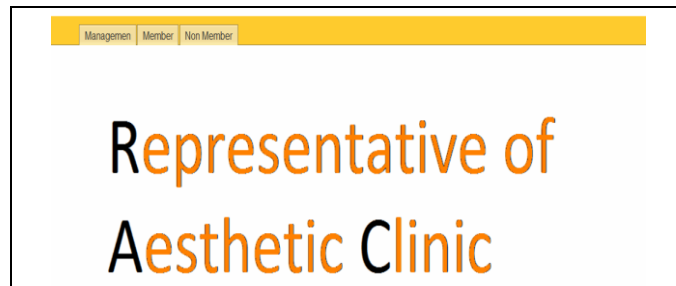 Managemen Member Non Member
Representative of
Aesthetic Clinic